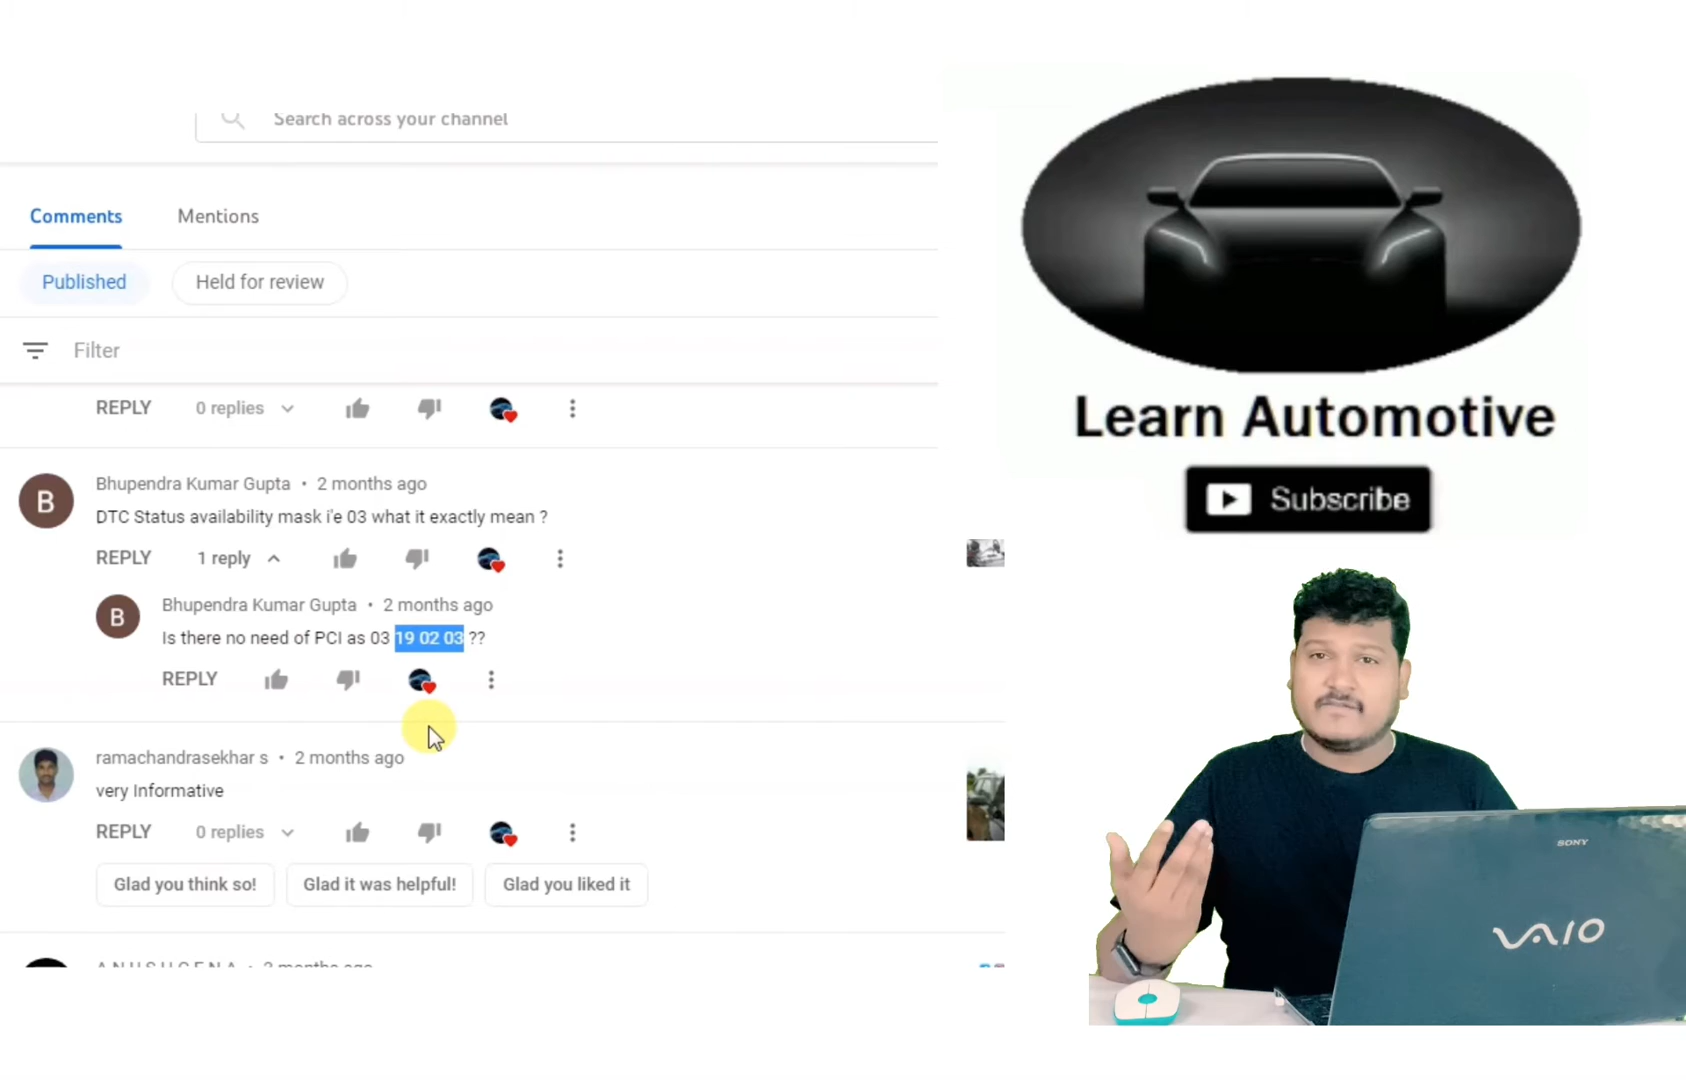 Search across your channel
Comments
Mentions
Published
Held for review
Filter
REPLY
0 replies
B
Bhupendra Kumar Gupta • 2 months ago
DTC Status availability mask i'e 03 what it exactly mean ?
REPLY
1 reply
B
Bhupendra Kumar Gupta • 2 months ago
Is there no need of PCI as 03 19 02 03 ??
REPLY
ramachandrasekhar s • 2 months ago
very Informative
REPLY
0 replies
Glad you think so!
Glad it was helpful!
Glad you liked it
Learn Automotive
Subscribe
SONY
VAIO